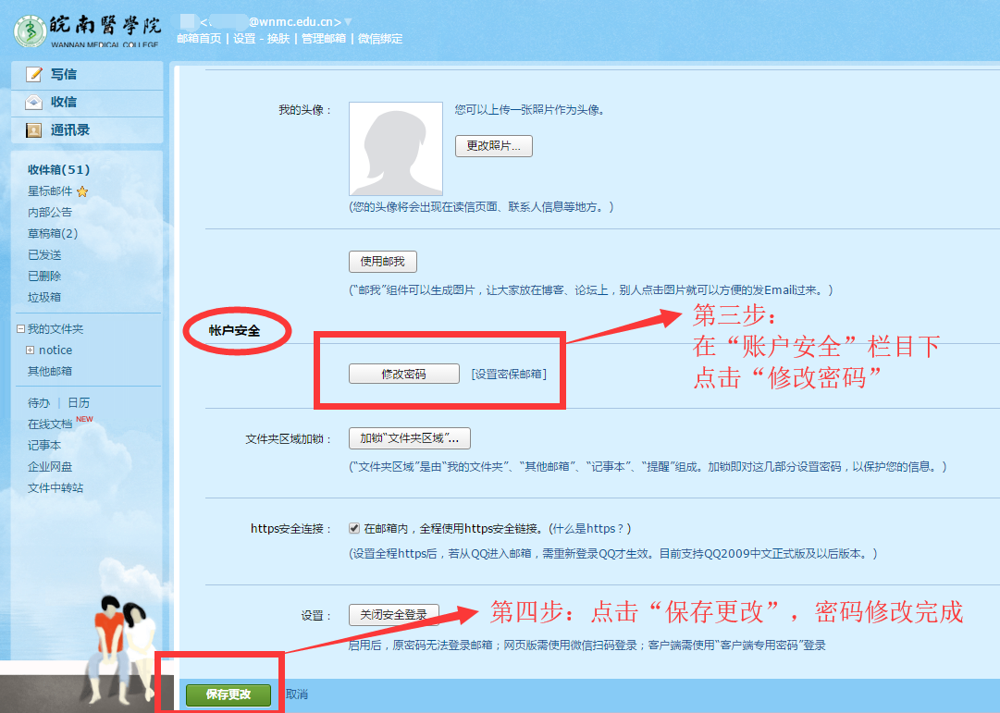 皖南醫學院
WANNAN MEDICAL COLLEGE
@wnmc.edu.cn>
邮箱首页 | 设置 - 换肤 | 管理邮箱 | 微信绑定
写信
收信
通讯录
收件箱(51)
星标邮件
内部公告
草稿箱(2)
已发送
已删除
垃圾箱
我的文件夹
notice
其他邮箱
待办 | 日历
在线文档 NEW
记事本
企业网盘
文件中转站
我的头像：
您可以上传一张照片作为头像。
更改照片...
(您的头像将会出现在读信页面、联系人信息等地方。)
使用邮我
(“邮我”组件可以生成图片，让大家放在博客、论坛上，别人点击图片就可以方便的发Email过来。)
帐户安全
第三步：
在“账户安全”栏目下
点击“修改密码”
修改密码 [设置密保邮箱]
文件夹区域加锁： 加锁“文件夹区域”...
(“文件夹区域”是由“我的文件夹”、“其他邮箱”、“记事本”、“提醒”组成。加锁即对这几部分设置密码，以保护您的信息。)
https安全连接： 在邮箱内，全程使用https安全链接。(什么是https？)
(设置全程https后，若从QQ进入邮箱，需重新登录QQ才生效。目前支持QQ2009中文正式版及以后版本。)
设置： 关闭安全登录
第四步：点击“保存更改”，密码修改完成
启用后，原密码无法登录邮箱；网页版需使用微信扫码登录；客户端需使用“客户端专用密码”登录
保存更改 取消